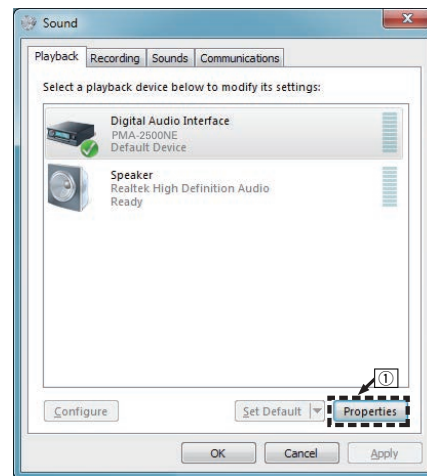 Sound
Playback Recording Sounds Communications
Select a playback device below to modify its settings:
Digital Audio Interface
PMA-2500NE
Default Device
Speaker
Realtek High Definition Audio
Ready
①
Configure Set Default Properties
OK Cancel Apply